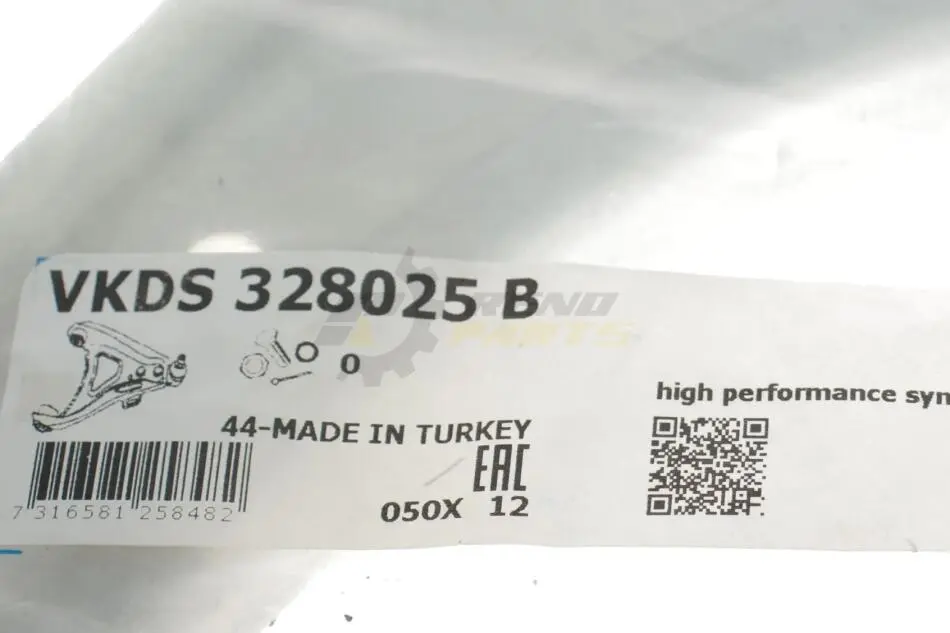 VKDS 328025 B
0
44-MADE IN TURKEY
EAC
050X 12
7 316581 258482
high performance syn